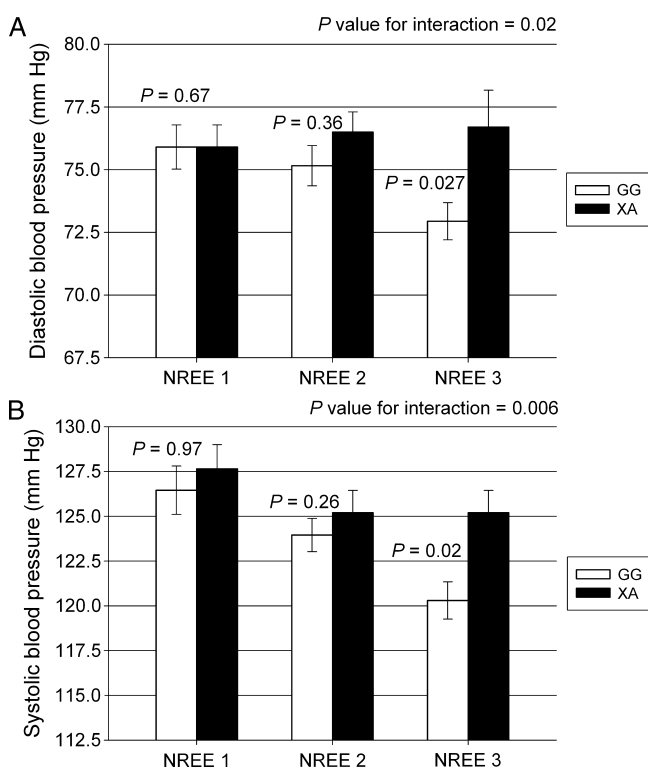 A
P value for interaction = 0.02
Diastolic blood pressure (mm Hg)
80.0
77.5
75.0
72.5
70.0
67.5
P = 0.67
P = 0.36
P = 0.027
GG
XA
NREE 1 NREE 2 NREE 3
B
P value for interaction = 0.006
Systolic blood pressure (mm Hg)
130.0
127.5
125.0
122.5
120.0
117.5
115.0
112.5
P = 0.97
P = 0.26
P = 0.02
GG
XA
NREE 1 NREE 2 NREE 3